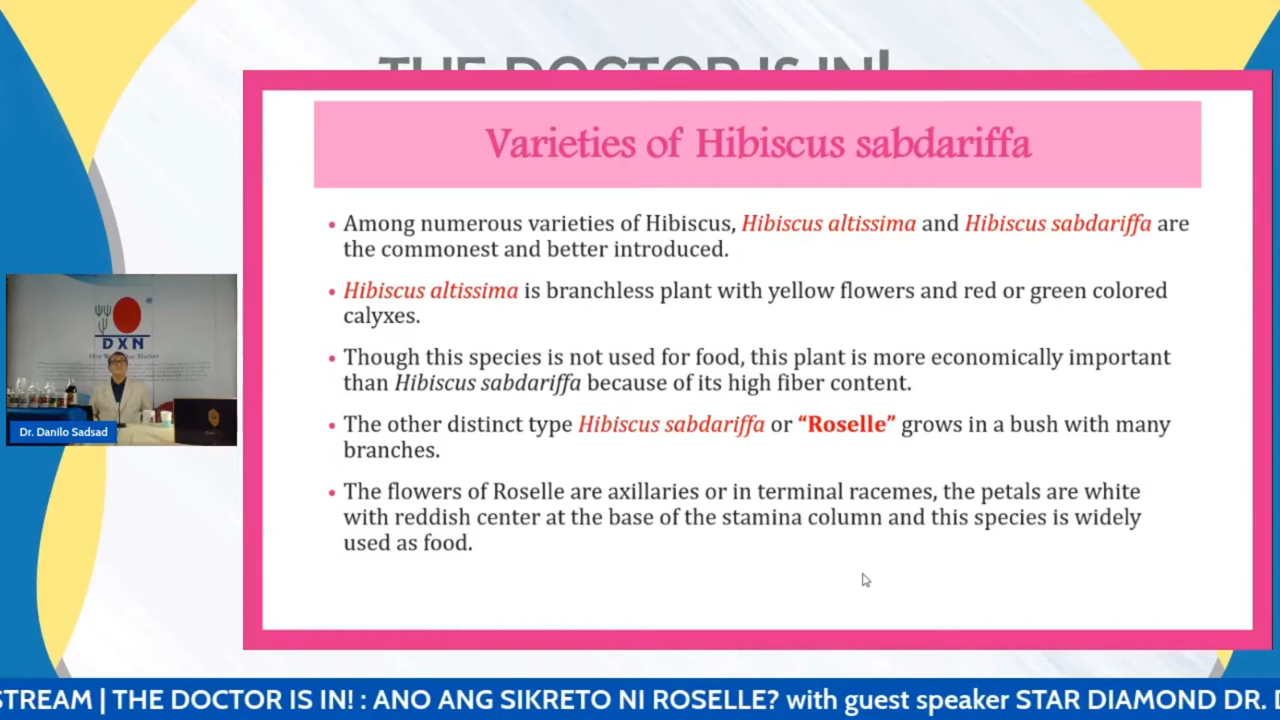 THE DOCTOR IS IN!
Varieties of Hibiscus sabdariffa
• Among numerous varieties of Hibiscus, Hibiscus altissima and Hibiscus sabdariffa are
the commonest and better introduced.
• Hibiscus altissima is branchless plant with yellow flowers and red or green colored
calyxes.
• Though this species is not used for food, this plant is more economically important
than Hibiscus sabdariffa because of its high fiber content.
• The other distinct type Hibiscus sabdariffa or “Roselle” grows in a bush with many
branches.
• The flowers of Roselle are axillaries or in terminal racemes, the petals are white
with reddish center at the base of the stamina column and this species is widely
used as food.
®
DXN
Dr. Danilo Sadsad
STREAM | THE DOCTOR IS IN! : ANO ANG SIKRETO NI ROSELLE? with guest speaker STAR DIAMOND DR.